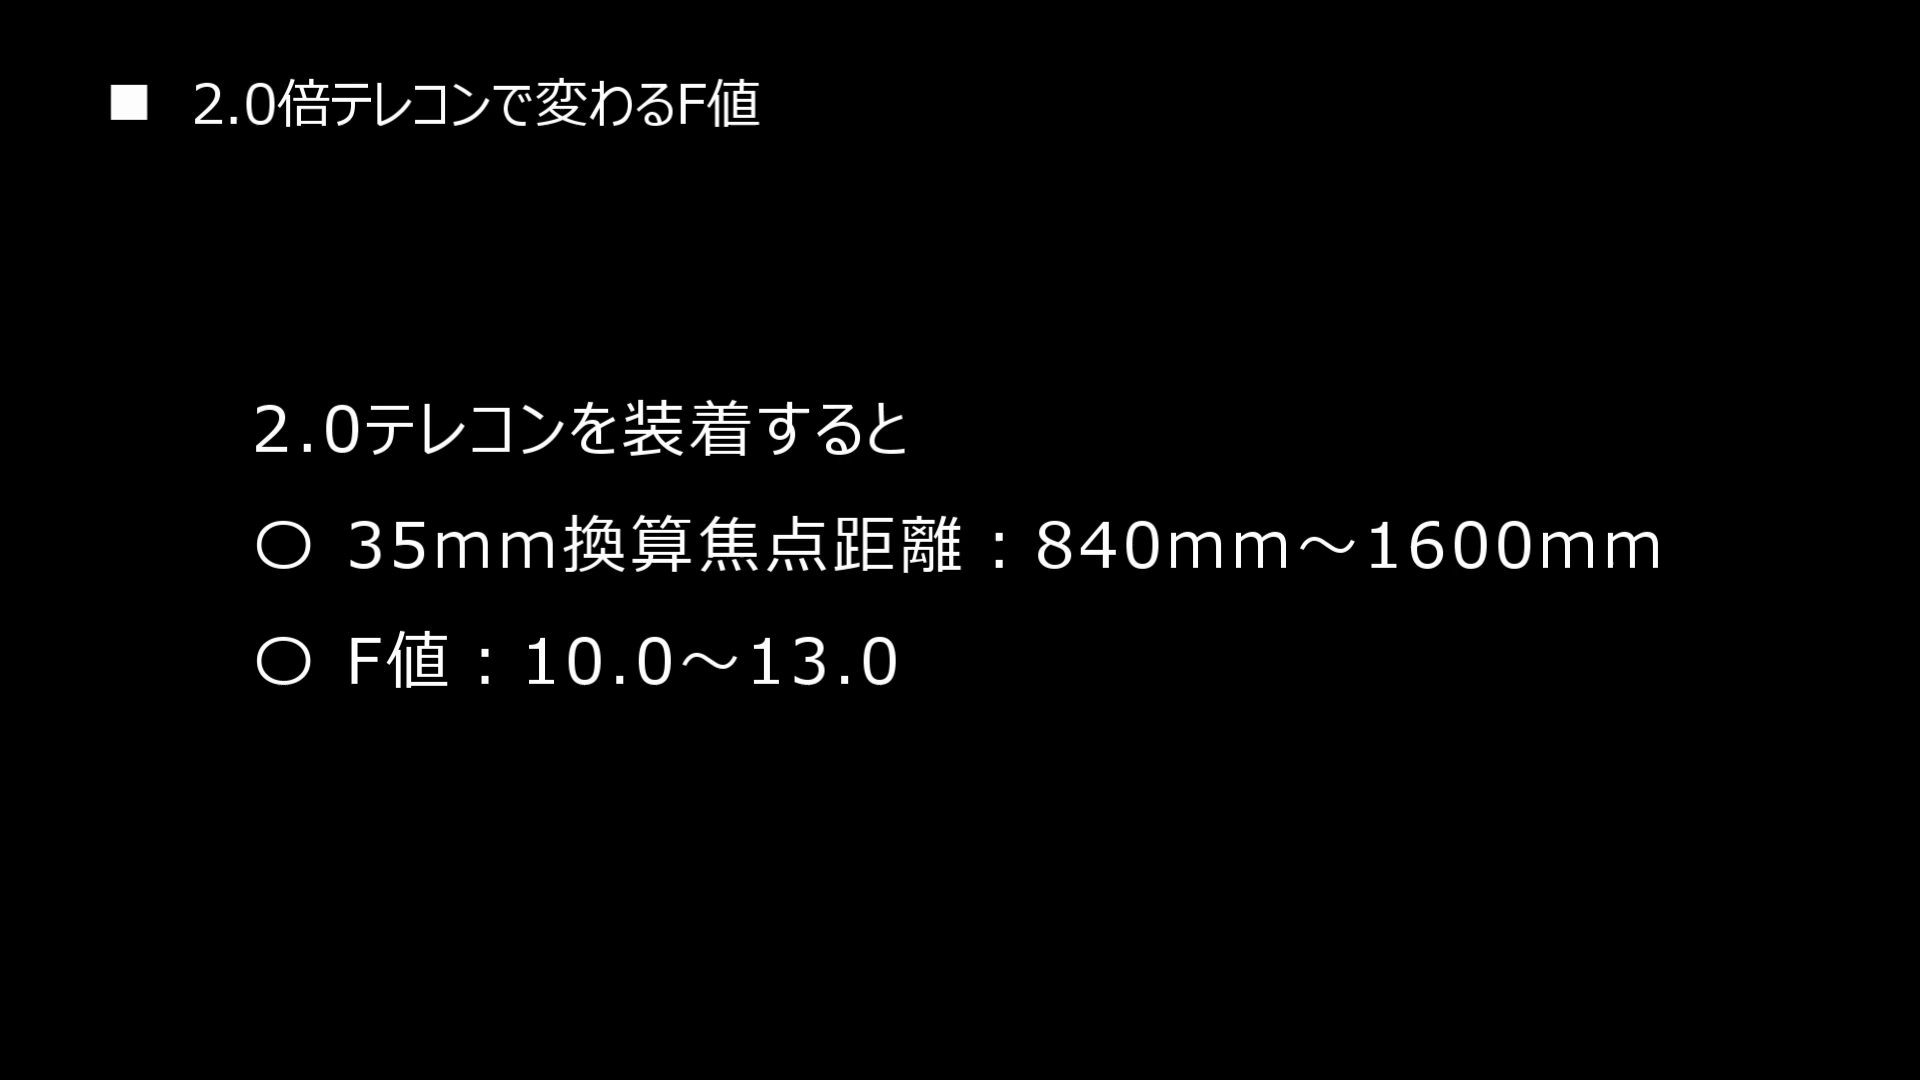 ■ 2.0倍テレコンで変わるF値
2.0テレコンを装着すると
〇 35mm換算焦点距離：840mm～1600mm
〇 F値：10.0～13.0